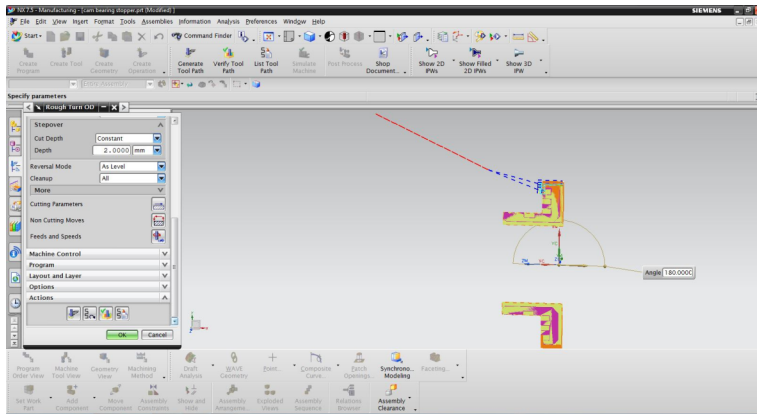 NX 7.5 - Manufacturing - [cam bearing stopper.prt (Modified) ]
SIEMENS
File Edit View Insert Format Tools Assemblies Information Analysis Preferences Window Help
Start Command Finder
Create Program Create Tool Create Geometry Create Operation Generate Tool Path Verify Tool Path List Tool Path Simulate Machine Post Process Shop Document... Show 2D IPWs Show Filled 2D IPWs Show 3D IPW
Entire Assembly
Specify parameters
Rough Turn OD
Stepover
Cut Depth Constant
Depth 2.0000 mm
Reversal Mode As Level
Cleanup All
More
Cutting Parameters
Non Cutting Moves
Feeds and Speeds
Machine Control
Program
Layout and Layer
Options
Actions
OK Cancel
Angle 180.0000
Program Order View Machine Tool View Geometry View Machining Method Draft Analysis WAVE Geometry Point... Composite Curve... Patch Openings... Synchrono... Modeling Faceting...
Set Work Part Add Component Move Component Assembly Constraints Show and Hide Assembly Arrangeme... Exploded Views Assembly Sequence Relations Browser Assembly Clearance